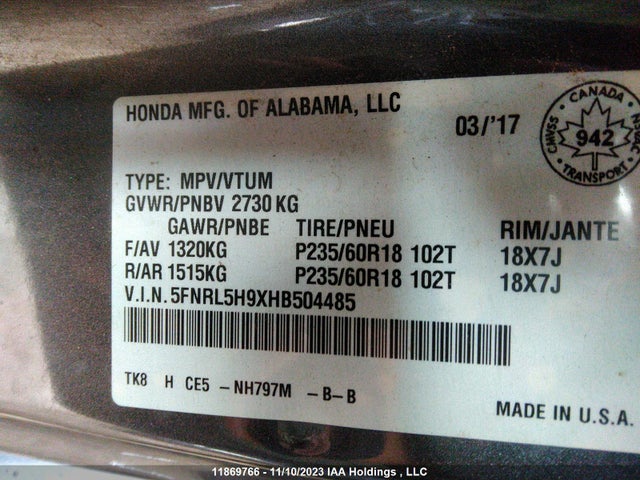 HONDA MFG. OF ALABAMA, LLC
03/'17
CANADA
CMVSS
942
NSVAC
TRANSPORT
TYPE: MPV/VTUM
GVWR/PNBV 2730 KG
GAWR/PNBE TIRE/PNEU RIM/JANTE
F/AV 1320KG P235/60R18 102T 18X7J
R/AR 1515KG P235/60R18 102T 18X7J
V.I.N. 5FNRL5H9XHB504485
TK8 H CE5 – NH797M – B– B
MADE IN U.S.A.
11869766 - 11/10/2023 IAA Holdings , LLC